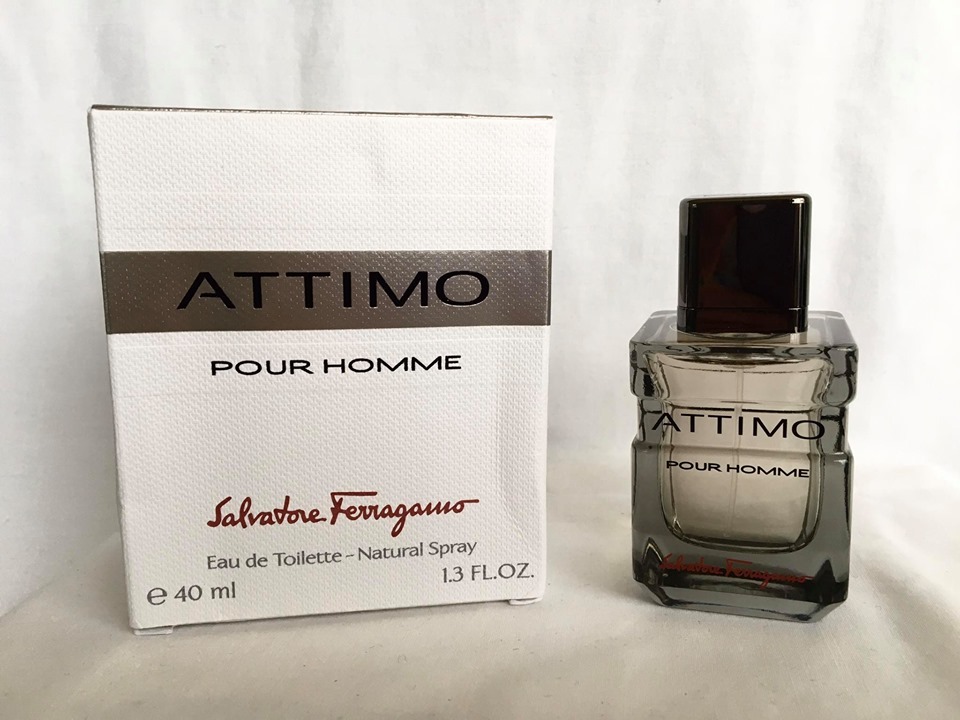 ATTIMO
POUR HOMME
Salvatore Ferragamo
Eau de Toilette - Natural Spray
℮ 40 ml 1.3 FL.OZ.
ATTIMO
POUR HOMME
Salvatore Ferragamo